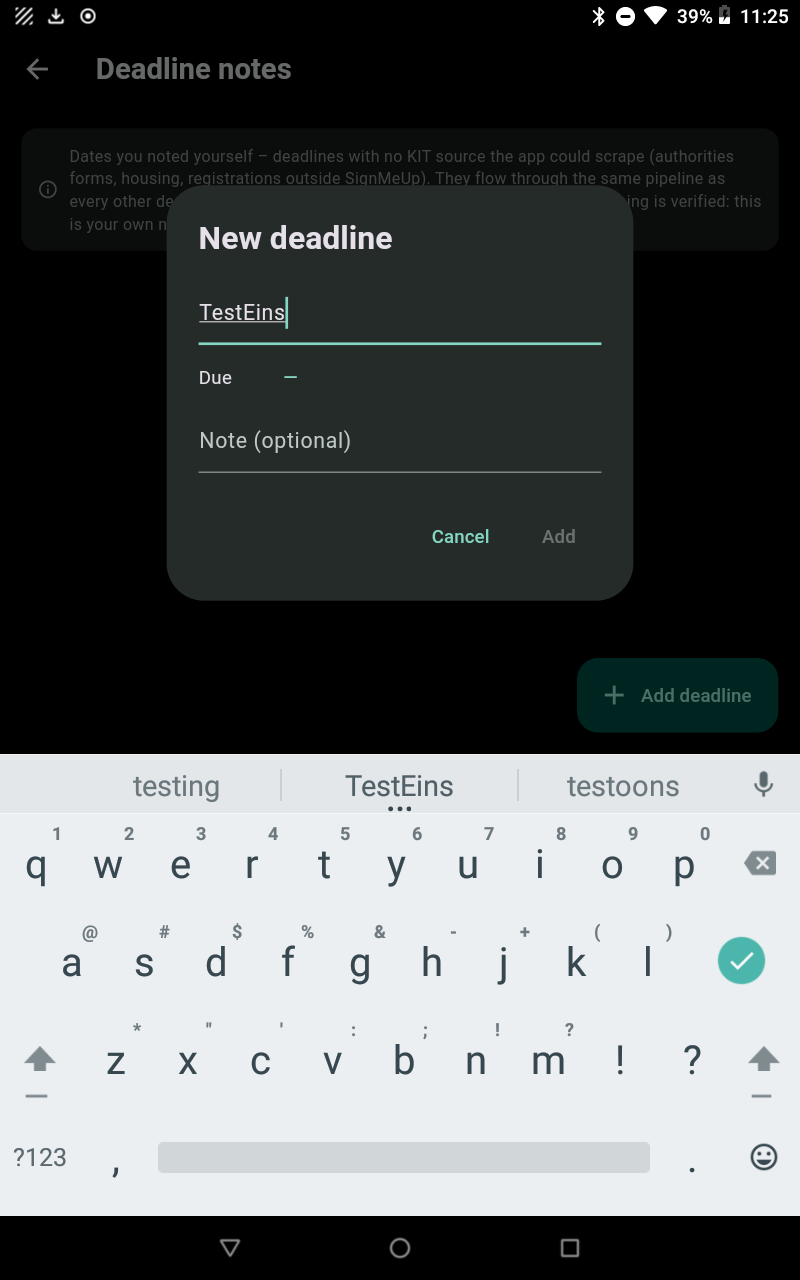 39% 11:25
Deadline notes
Dates you noted yourself – deadlines with no KIT source the app could scrape (authorities
forms, housing, registrations outside SignMeUp). They flow through the same pipeline as
every other de ing is verified: this
is your own n
New deadline
TestEins
Due –
Note (optional)
Cancel Add
+ Add deadline
testing TestEins testoons
1 2 3 4 5 6 7 8 9 0
q w e r t y u i o p
@ # $ % & - + ( )
a s d f g h j k l
* " ' : ; ! ?
z x c v b n m ! ?
?123 , .